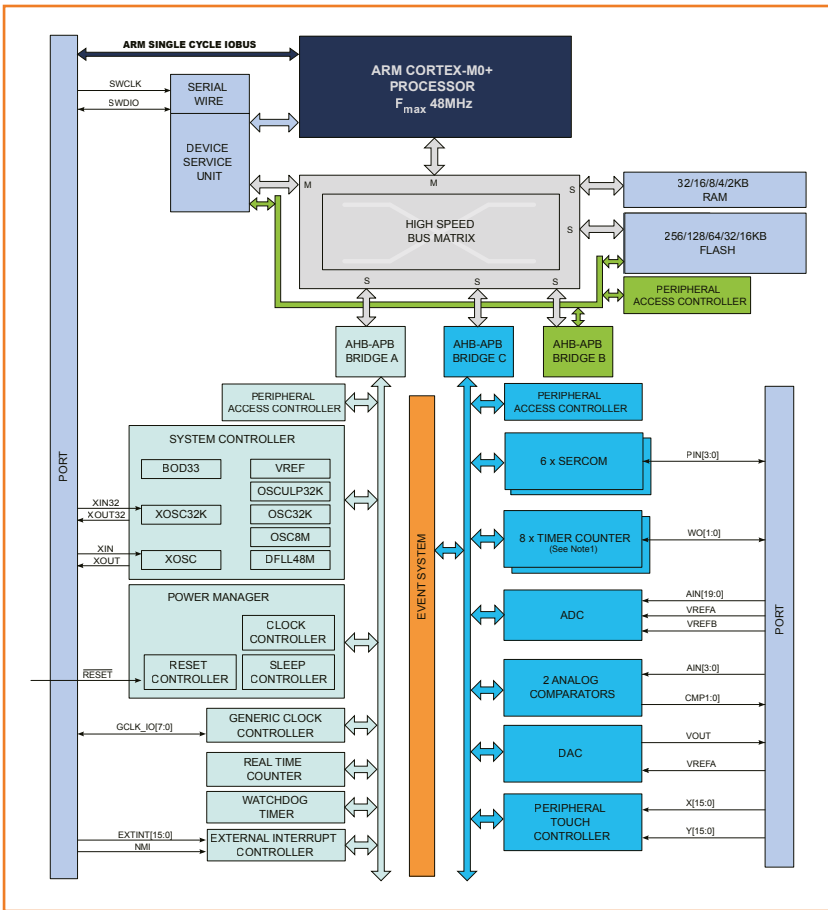 ARM SINGLE CYCLE IOBUS
ARM CORTEX-M0+
PROCESSOR
Fmax 48MHz
SWCLK
SWDIO
SERIAL
WIRE
DEVICE
SERVICE
UNIT
M
M
S
S
32/16/8/4/2KB
RAM
HIGH SPEED
BUS MATRIX
256/128/64/32/16KB
FLASH
S
S
S
PERIPHERAL
ACCESS CONTROLLER
AHB-APB
BRIDGE A
AHB-APB
BRIDGE C
AHB-APB
BRIDGE B
PERIPHERAL
ACCESS CONTROLLER
PERIPHERAL
ACCESS CONTROLLER
PORT
SYSTEM CONTROLLER
BOD33
VREF
OSCULP32K
XIN32
XOUT32
XOSC32K
OSC32K
OSC8M
XIN
XOUT
XOSC
DFLL48M
POWER MANAGER
CLOCK
CONTROLLER
RESET
RESET
CONTROLLER
SLEEP
CONTROLLER
GCLK_IO[7:0]
GENERIC CLOCK
CONTROLLER
REAL TIME
COUNTER
WATCHDOG
TIMER
EXTINT[15:0]
NMI
EXTERNAL INTERRUPT
CONTROLLER
EVENT SYSTEM
6 x SERCOM
PIN[3:0]
8 x TIMER COUNTER
(See Note1)
WO[1:0]
ADC
AIN[19:0]
VREFA
VREFB
2 ANALOG
COMPARATORS
AIN[3:0]
CMP1:0]
DAC
VOUT
VREFA
PERIPHERAL
TOUCH
CONTROLLER
X[15:0]
Y[15:0]
PORT